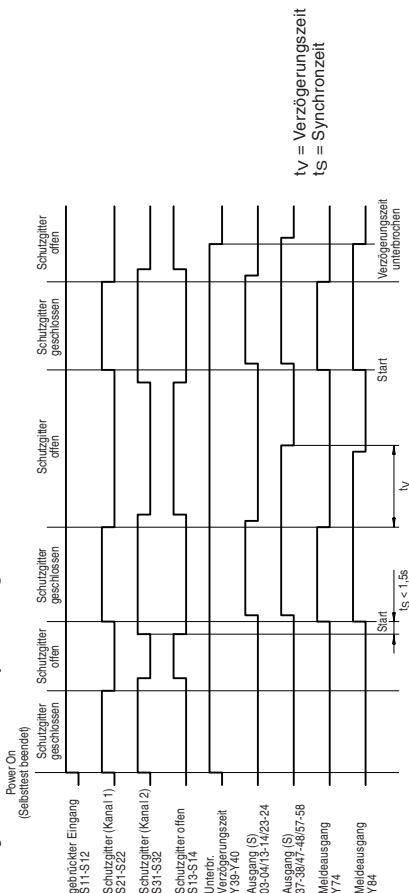 Power On
(Selbsttest beendet)
Schutzgitter
geschlossen
Schutzgitter
offen
Schutzgitter
geschlossen
Schutzgitter
offen
Schutzgitter
geschlossen
Schutzgitter
offen
gebrückter Eingang
S11-S12
Schutzgitter (Kanal 1)
S21-S22
Schutzgitter (Kanal 2)
S31-S32
Schutzgitter offen
S13-S14
Unterbr.
Verzögerungszeit
Y39-Y40
Ausgang (S)
03-04/13-14/23-24
Ausgang (S)
37-38/47-48/57-58
Meldeausgang
Y74
Meldeausgang
Y84
Start
tS < 1,5s
tv
Start
Verzögerungszeit
unterbrochen
tv = Verzögerungszeit
tS = Synchronzeit